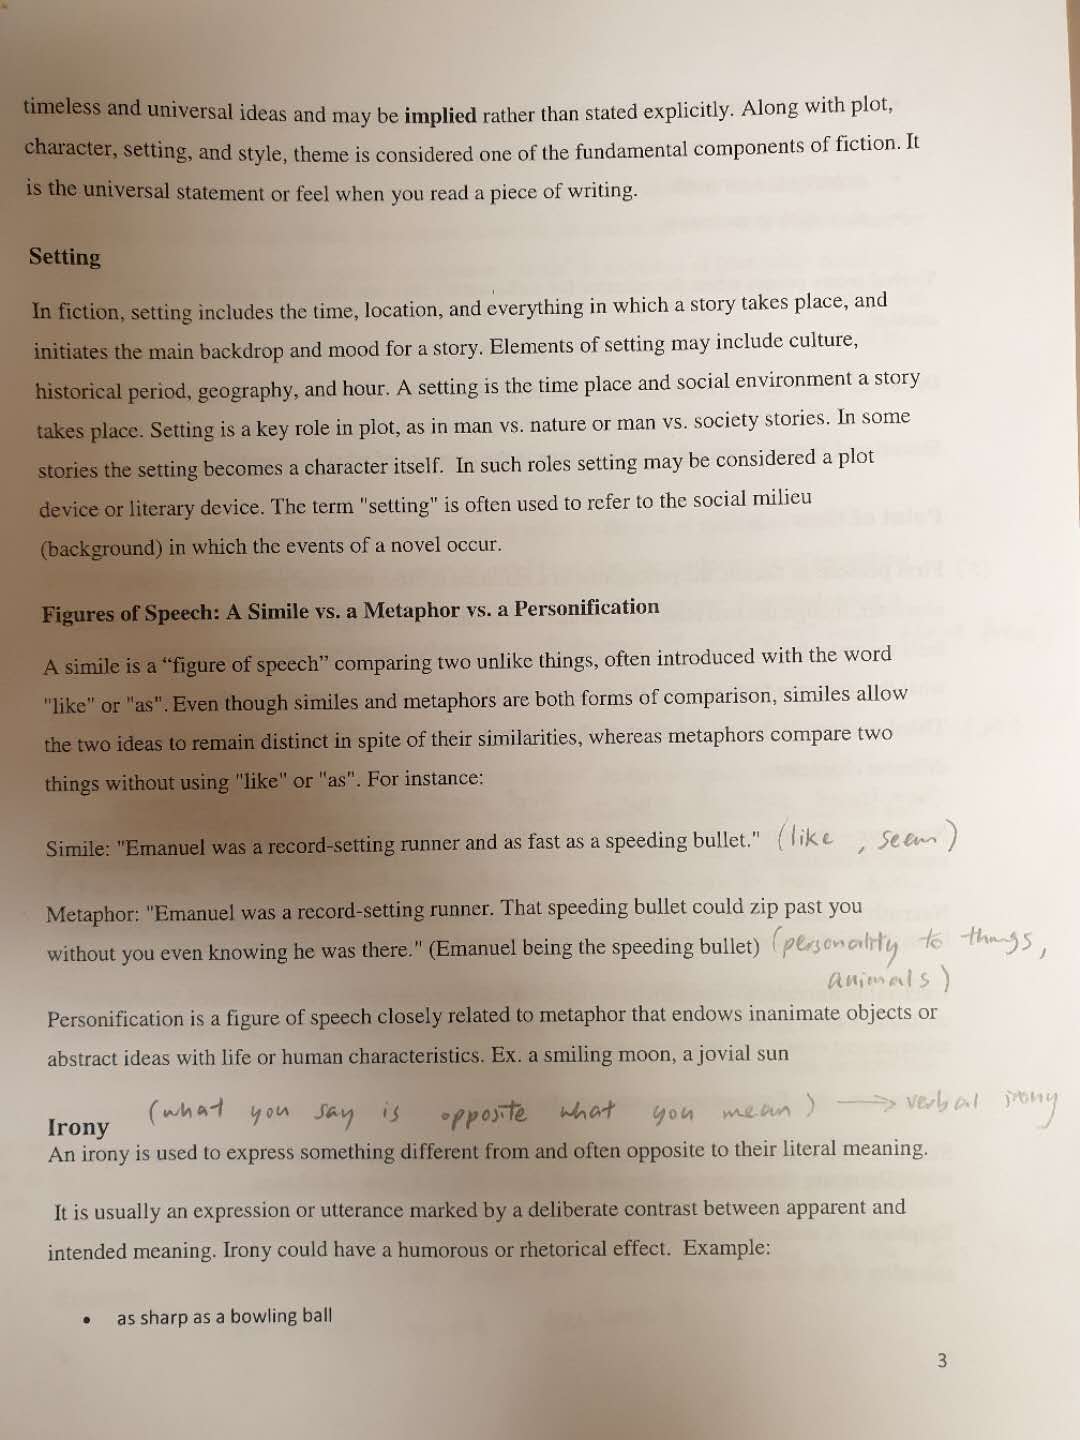 timeless and universal ideas and may be implied rather than stated explicitly. Along with plot,
character, setting, and style, theme is considered one of the fundamental components of fiction. It
is the universal statement or feel when you read a piece of writing.
Setting
In fiction, setting includes the time, location, and everything in which a story takes place, and
initiates the main backdrop and mood for a story. Elements of setting may include culture,
historical period, geography, and hour. A setting is the time place and social environment a story
takes place. Setting is a key role in plot, as in man vs. nature or man vs. society stories. In some
stories the setting becomes a character itself.  In such roles setting may be considered a plot
device or literary device. The term "setting" is often used to refer to the social milieu
(background) in which the events of a novel occur.
Figures of Speech: A Simile vs. a Metaphor vs. a Personification
A simile is a “figure of speech” comparing two unlike things, often introduced with the word
"like" or "as". Even though similes and metaphors are both forms of comparison, similes allow
the two ideas to remain distinct in spite of their similarities, whereas metaphors compare two
things without using "like" or "as". For instance:
Simile: "Emanuel was a record-setting runner and as fast as a speeding bullet." (like , seem)
Metaphor: "Emanuel was a record-setting runner. That speeding bullet could zip past you
without you even knowing he was there." (Emanuel being the speeding bullet) (personality to things,
animals)
Personification is a figure of speech closely related to metaphor that endows inanimate objects or
abstract ideas with life or human characteristics. Ex. a smiling moon, a jovial sun
Irony (what you say is opposite what you mean) → verbal irony
An irony is used to express something different from and often opposite to their literal meaning.
It is usually an expression or utterance marked by a deliberate contrast between apparent and
intended meaning. Irony could have a humorous or rhetorical effect.  Example:
• as sharp as a bowling ball
3